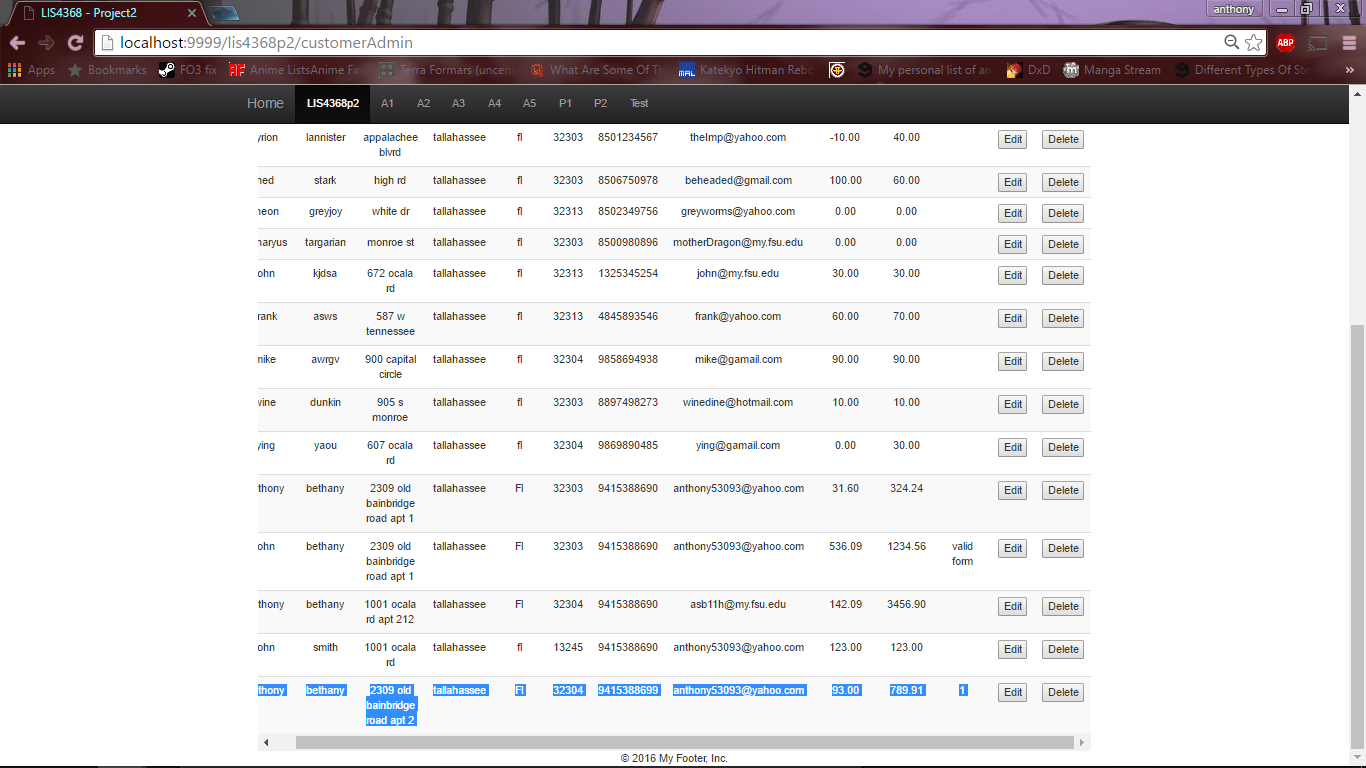 LIS4368 - Project2
anthony
localhost:9999/lis4368p2/customerAdmin
ABP
Apps Bookmarks FO3 fix Anime ListsAnime Fav Terra Formars (uncens What Are Some Of Th Katekyo Hitman Rebo My personal list of an DxD Manga Stream Different Types Of Ste »
Home LIS4368p2 A1 A2 A3 A4 A5 P1 P2 Test
yrion lannister appalachee tallahassee fl 32303 8501234567 theImp@yahoo.com -10.00 40.00 Edit Delete
blvrd
ned stark high rd tallahassee fl 32303 8506750978 beheaded@gmail.com 100.00 60.00 Edit Delete
heon greyjoy white dr tallahassee fl 32313 8502349756 greyworms@yahoo.com 0.00 0.00 Edit Delete
naryus targarian monroe st tallahassee fl 32303 8500980896 motherDragon@my.fsu.edu 0.00 0.00 Edit Delete
ohn kjdsa 672 ocala tallahassee fl 32313 1325345254 john@my.fsu.edu 30.00 30.00 Edit Delete
rd
rank asws 587 w tallahassee fl 32313 4845893546 frank@yahoo.com 60.00 70.00 Edit Delete
tennessee
mike awrgv 900 capital tallahassee fl 32304 9858694938 mike@gamail.com 90.00 90.00 Edit Delete
circle
wine dunkin 905 s tallahassee fl 32303 8897498273 winedine@hotmail.com 10.00 10.00 Edit Delete
monroe
ying yaou 607 ocala tallahassee fl 32304 9869890485 ying@gamail.com 0.00 30.00 Edit Delete
rd
thony bethany 2309 old tallahassee Fl 32303 9415388690 anthony53093@yahoo.com 31.60 324.24 Edit Delete
bainbridge
road apt 1
ohn bethany 2309 old tallahassee Fl 32303 9415388690 anthony53093@yahoo.com 536.09 1234.56 valid Edit Delete
bainbridge form
road apt 1
thony bethany 1001 ocala tallahassee Fl 32304 9415388690 asb11h@my.fsu.edu 142.09 3456.90 Edit Delete
rd apt 212
ohn smith 1001 ocala tallahassee fl 13245 9415388690 anthony53093@yahoo.com 123.00 123.00 Edit Delete
rd
thony bethany 2309 old tallahassee Fl 32304 9415388699 anthony53093@yahoo.com 93.00 789.91 1 Edit Delete
bainbridge
road apt 2
© 2016 My Footer, Inc.